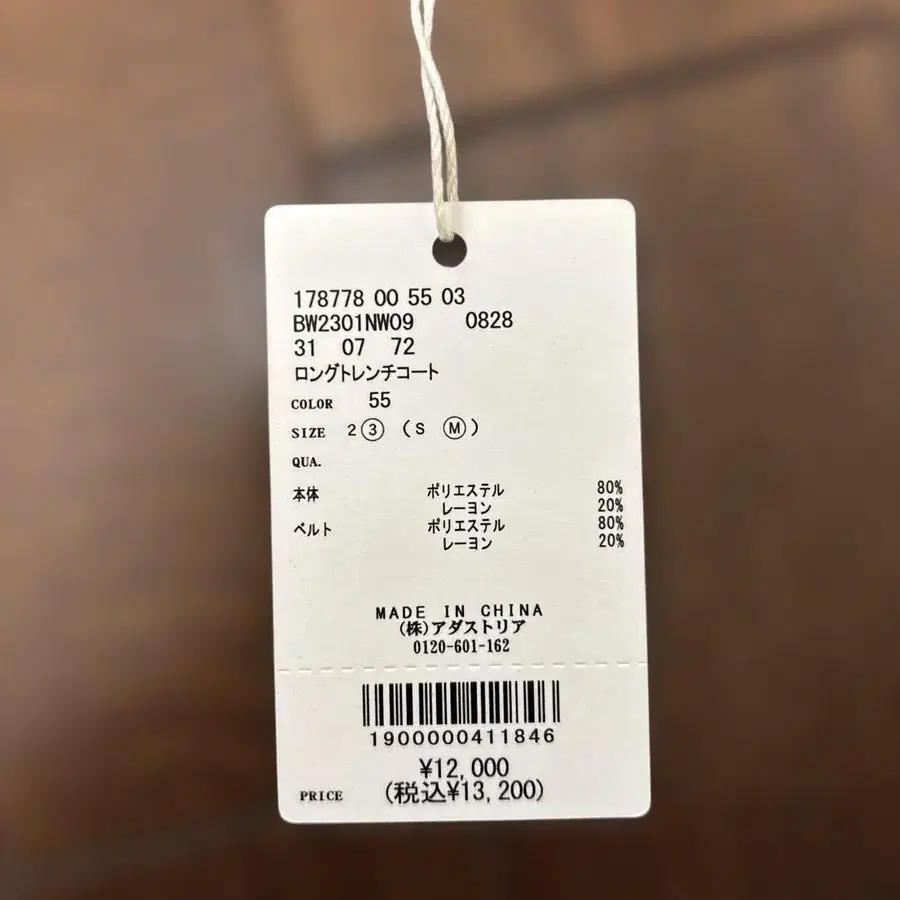 178778 00 55 03
BW2301NW09 0828
31 07 72
ロングトレンチコート
COLOR 55
SIZE 2 ③ (S Ⓜ)
QUA.
本体 ポリエステル 80%
レーヨン 20%
ベルト ポリエステル 80%
レーヨン 20%
MADE IN CHINA
(株)アダストリア
0120-601-162
1900000411846
¥12,000
PRICE (税込¥13,200)